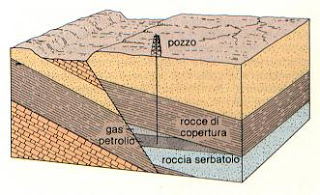 pozzo
rocce di
copertura
gas
petrolio
roccia serbatoio